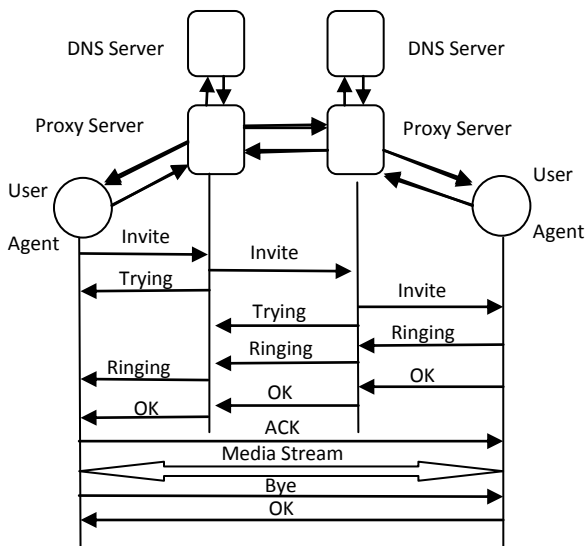 DNS Server
DNS Server
Proxy Server
Proxy Server
User
Agent
User
Agent
Invite
Invite
Trying
Invite
Trying
Ringing
Ringing
Ringing
OK
OK
OK
ACK
Media Stream
Bye
OK